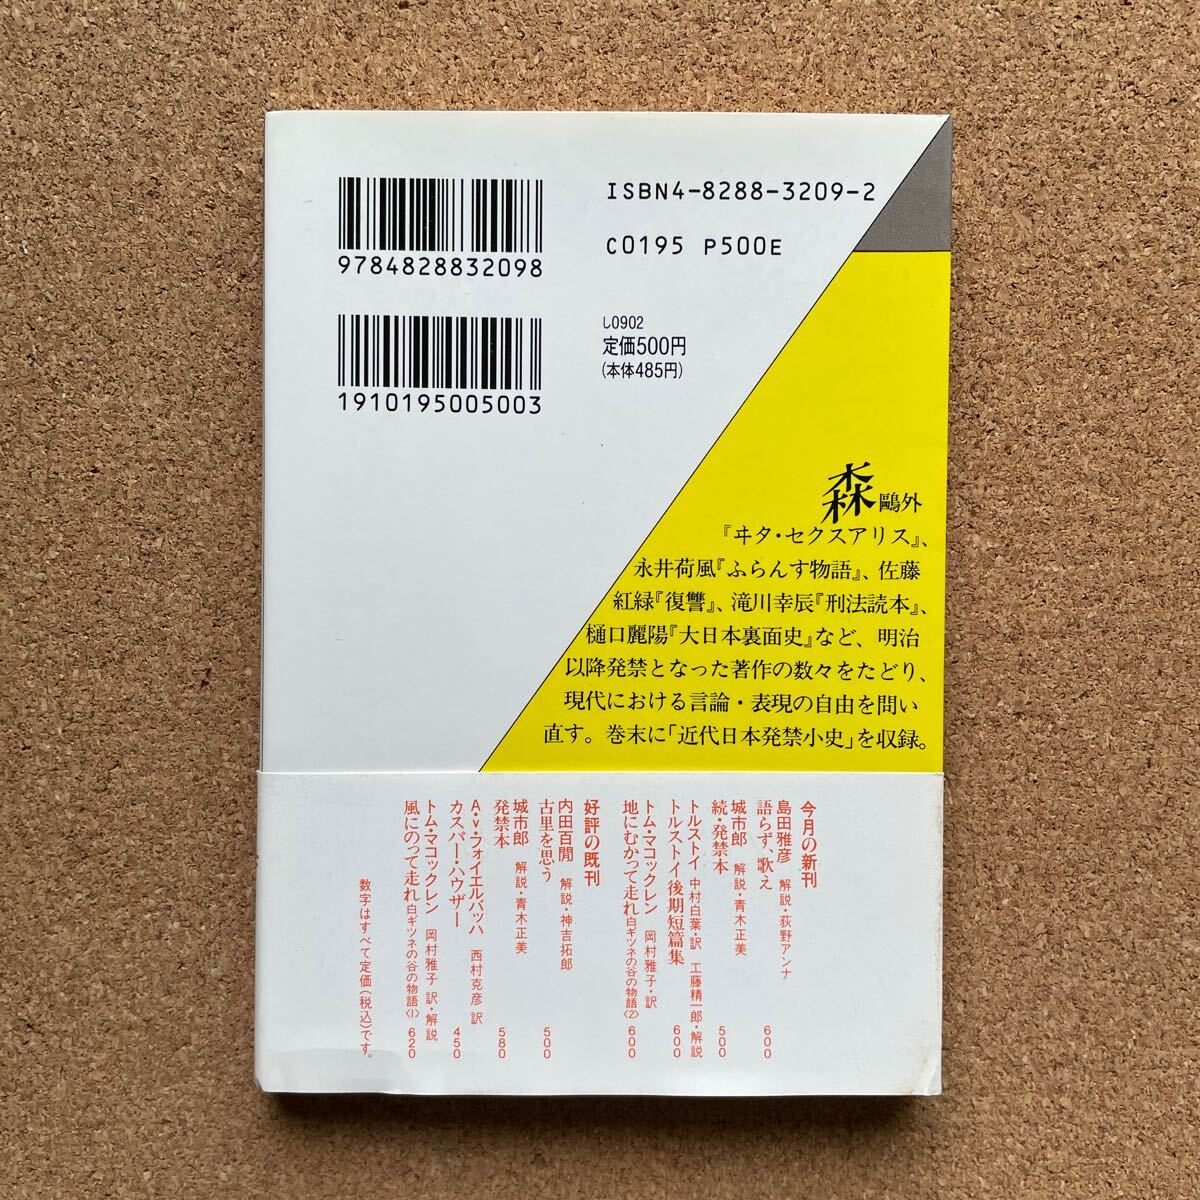 ISBN4-8288-3209-2
C0195 P500E
9784828832098
1910195005003
し0902
定価500円
(本体485円)
森鷗外
『ヰタ・セクスアリス』、
永井荷風『ふらんす物語』、佐藤
紅緑『復讐』、滝川幸辰『刑法読本』、
樋口麗陽『大日本裏面史』など、明治
以降発禁となった著作の数々をたどり、
現代における言論・表現の自由を問い
直す。巻末に「近代日本発禁小史」を収録。
今月の新刊
島田雅彦 解説・荻野アンナ
語らず、歌え 600
城市郎 解説・青木正美
続・発禁本 500
トルストイ 中村白葉・訳 工藤精一郎・解説
トルストイ後期短篇集 600
トム・マコックレン 岡村雅子・訳
地にむかって走れ 白ギツネの谷の物語〈2〉 600
好評の既刊
内田百閒 解説・神吉拓郎
古里を思う 500
城市郎 解説・青木正美
発禁本 580
A・v・フォイエルバッハ 西村克彦 訳
カスパー・ハウザー 450
トム・マコックレン 岡村雅子 訳・解説
風にのって走れ 白ギツネの谷の物語〈1〉 620
数字はすべて定価(税込)です。